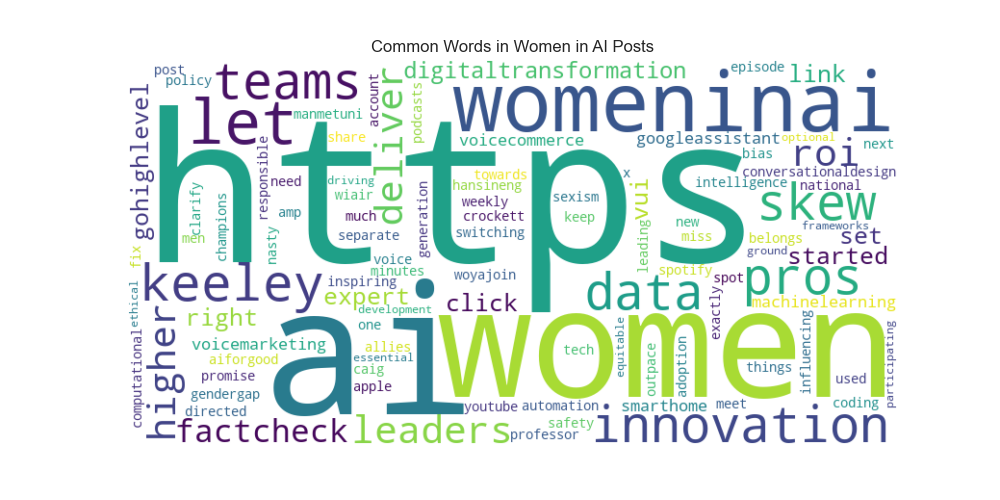 Common Words in Women in AI Posts
https
ai
women
womeninai
let
teams
data
innovation
keeley
higher
pros
skew
roi
deliver
leaders
factcheck
gohighlevel
digitaltransformation
link
episode
post
policy
account
podcasts
manmetuni
share
voicecommerce
googleassistant
optional
next
bias
conversationaldesign
intelligence
national
responsible
need
driving
wiair
amp
much
separate
generation
towards
hansineng
weekly
crockett
switching
sexism
keep
x
vui
leading
new
miss
belongs
frameworks
ground
set
started
clarify
champions
men
fix
nasty
voice
minutes
inspiring
expert
development
woyajoin
click
spotify
spot
exactly
machinelearning
right
one
voicemarketing
allies
aiforgood
essential
caig
promise
apple
gendergap
directed
computational
ethical
tech
equitable
outpace
adoption
things
influencing
used
participating
coding
meet
smarthome
automation
youtube
safety
professor